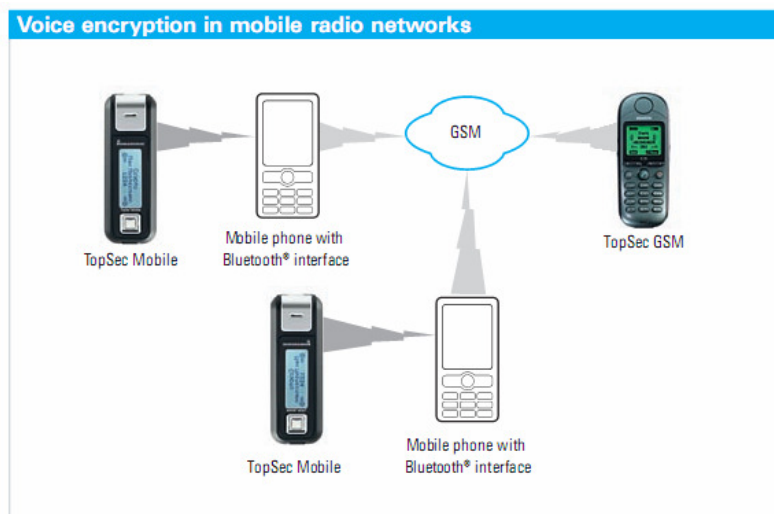 Voice encryption in mobile radio networks
GSM
TopSec Mobile
Mobile phone with
Bluetooth® interface
TopSec GSM
TopSec Mobile
Mobile phone with
Bluetooth® interface